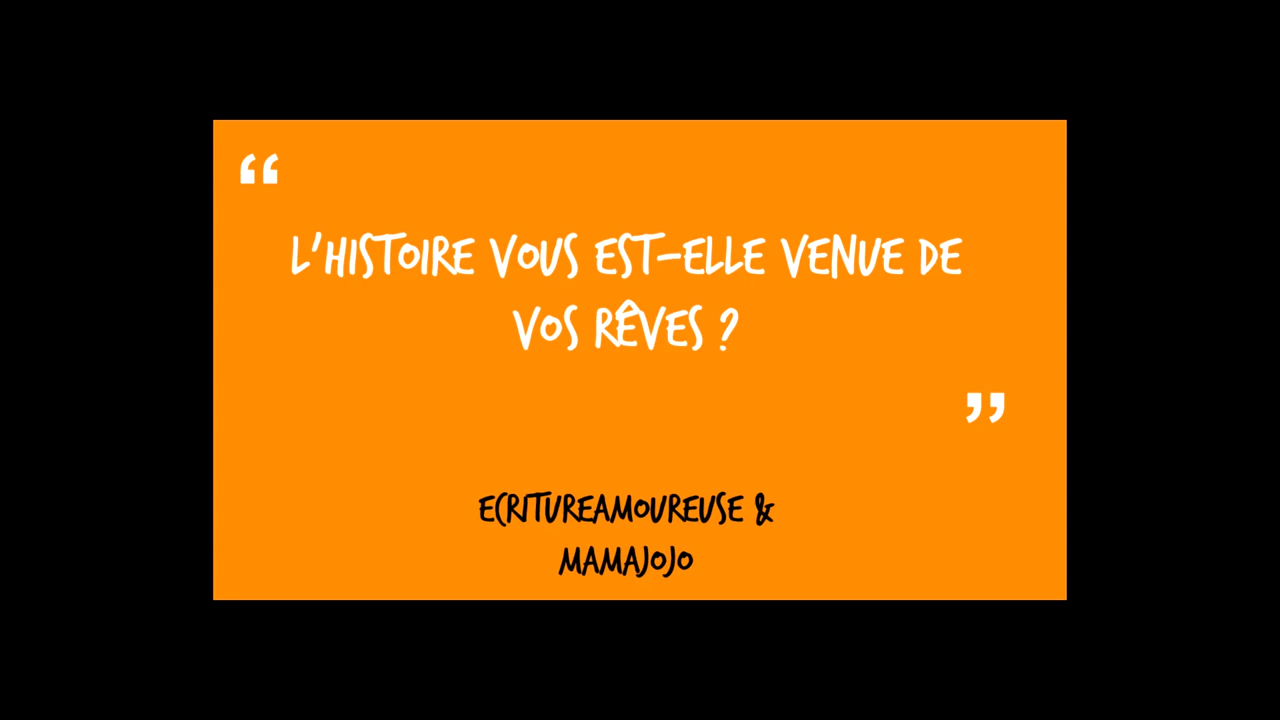 “
L'HISTOIRE VOUS EST-ELLE VENUE DE
VOS RÊVES ?
”
ECRITUREAMOUREUSE &
MAMAJOJO